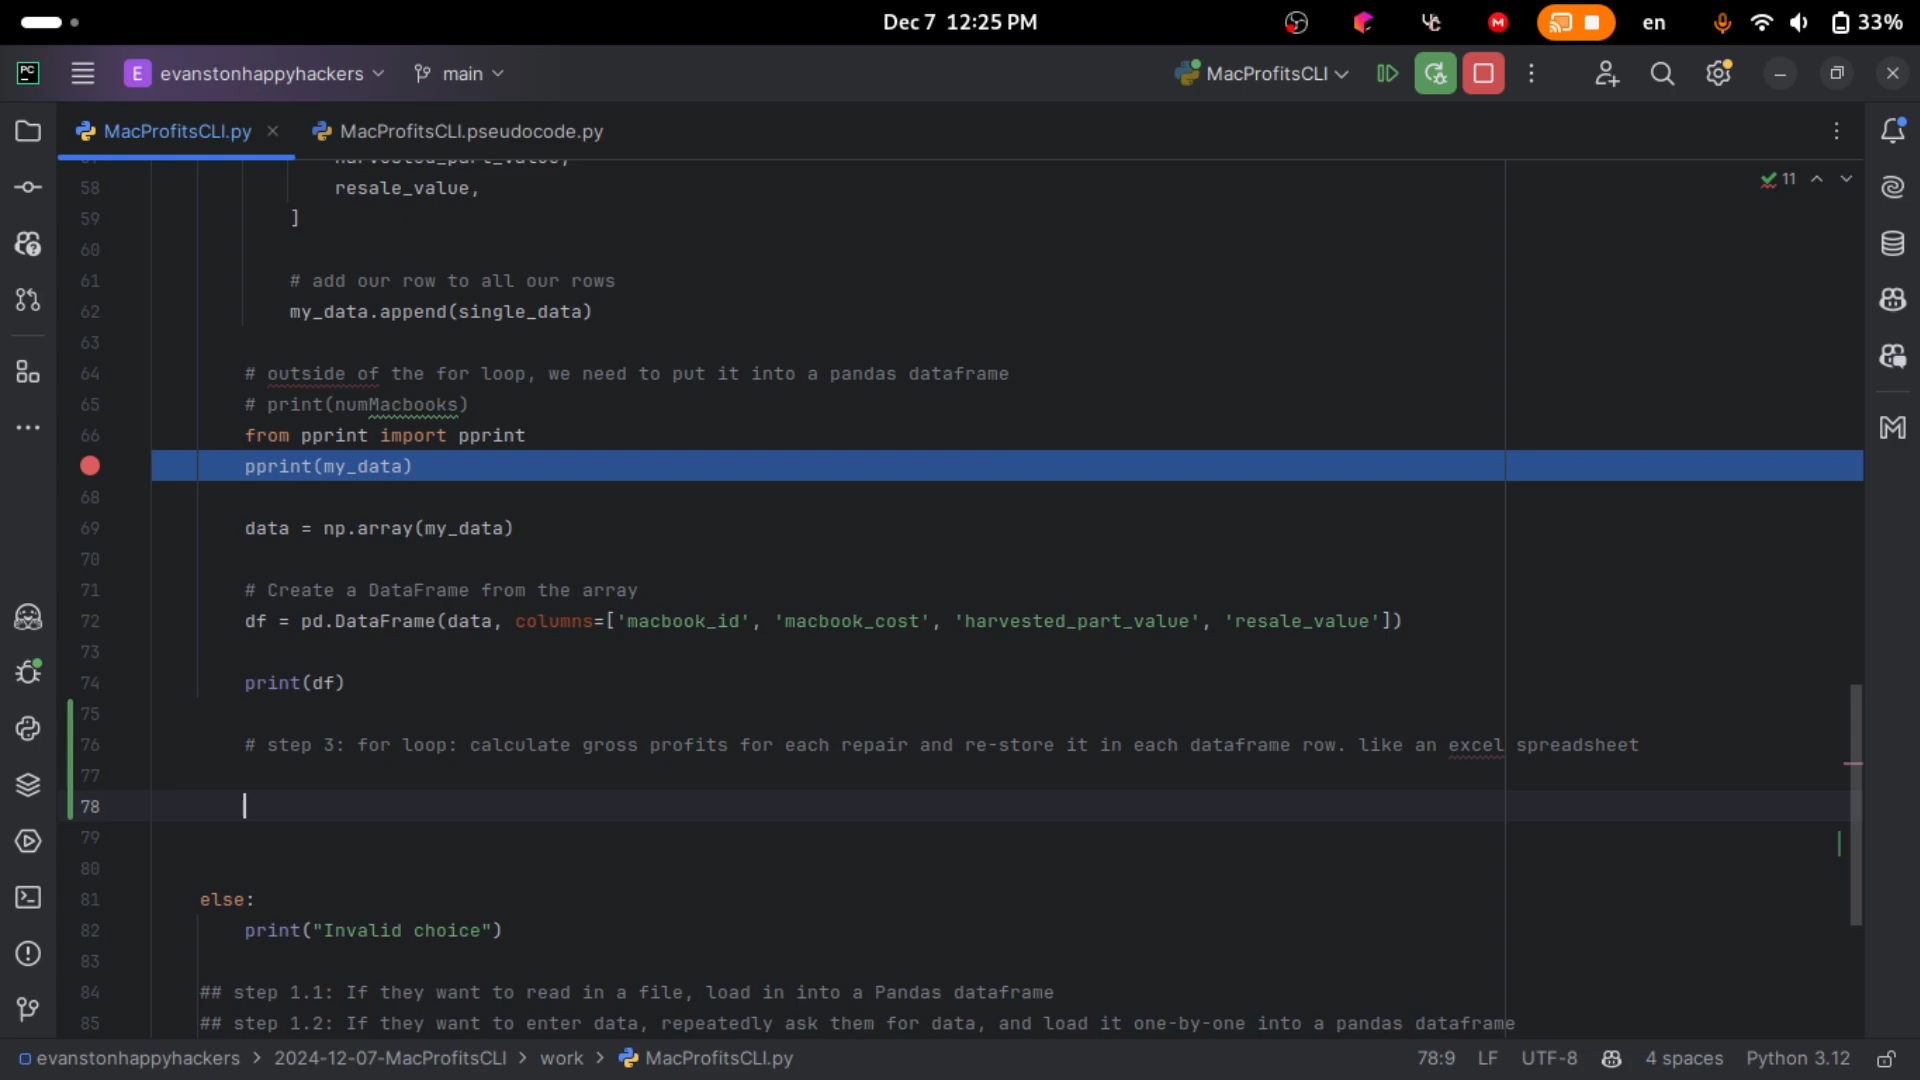 Dec 7 12:25 PM
en
33%
PC
E evanstonhappyhackers
main
MacProfitsCLI
MacProfitsCLI.py
MacProfitsCLI.pseudocode.py
11
harvested_part_value,
58 resale_value,
59 ]
60
61 # add our row to all our rows
62 my_data.append(single_data)
63
64 # outside of the for loop, we need to put it into a pandas dataframe
65 # print(numMacbooks)
66 from pprint import pprint
pprint(my_data)
68
69 data = np.array(my_data)
70
71 # Create a DataFrame from the array
72 df = pd.DataFrame(data, columns=['macbook_id', 'macbook_cost', 'harvested_part_value', 'resale_value'])
73
74 print(df)
75
76 # step 3: for loop: calculate gross profits for each repair and re-store it in each dataframe row. like an excel spreadsheet
77
78
79
80
81 else:
82 print("Invalid choice")
83
84 ## step 1.1: If they want to read in a file, load in into a Pandas dataframe
85 ## step 1.2: If they want to enter data, repeatedly ask them for data, and load it one-by-one into a pandas dataframe
evanstonhappyhackers > 2024-12-07-MacProfitsCLI > work > MacProfitsCLI.py
78:9 LF UTF-8 4 spaces Python 3.12